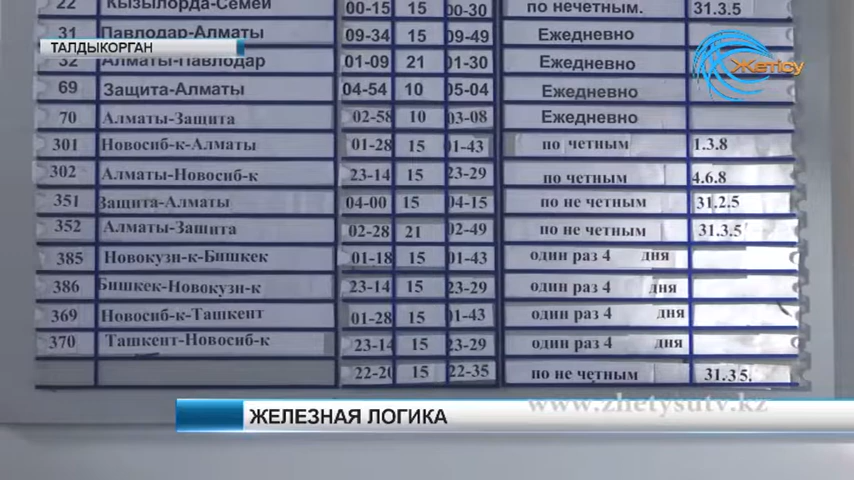 22 Кызылорда-Семей 00-15 15 00-30 по нечетным. 31.3.5
31 Павлодар-Алматы 09-34 15 09-49 Ежедневно
ТАЛДЫКОРГАН
Жетісу
32 Алматы-Павлодар 01-09 21 01-30 Ежедневно
69 Защита-Алматы 04-54 10 05-04 Ежедневно
70 Алматы-Защита 02-58 10 03-08 Ежедневно
301 Новосиб-к-Алматы 01-28 15 01-43 по четным 1.3.8
302 Алматы-Новосиб-к 23-14 15 23-29 по четным 4.6.8
351 Защита-Алматы 04-00 15 04-15 по не четным 31.2.5
352 Алматы-Защита 02-28 21 02-49 по не четным 31.3.5
385 Новокузн-к-Бишкек 01-18 15 01-43 один раз 4 дня
386 Бишкек-Новокузн-к 23-14 15 23-29 один раз 4 дня
369 Новосиб-к-Ташкент 01-28 15 01-43 один раз 4 дня
370 Ташкент-Новосиб-к 23-14 15 23-29 один раз 4 дня
22-20 15 22-35 по не четным 31.3.5.
www.zhetysutv.kz
ЖЕЛЕЗНАЯ ЛОГИКА